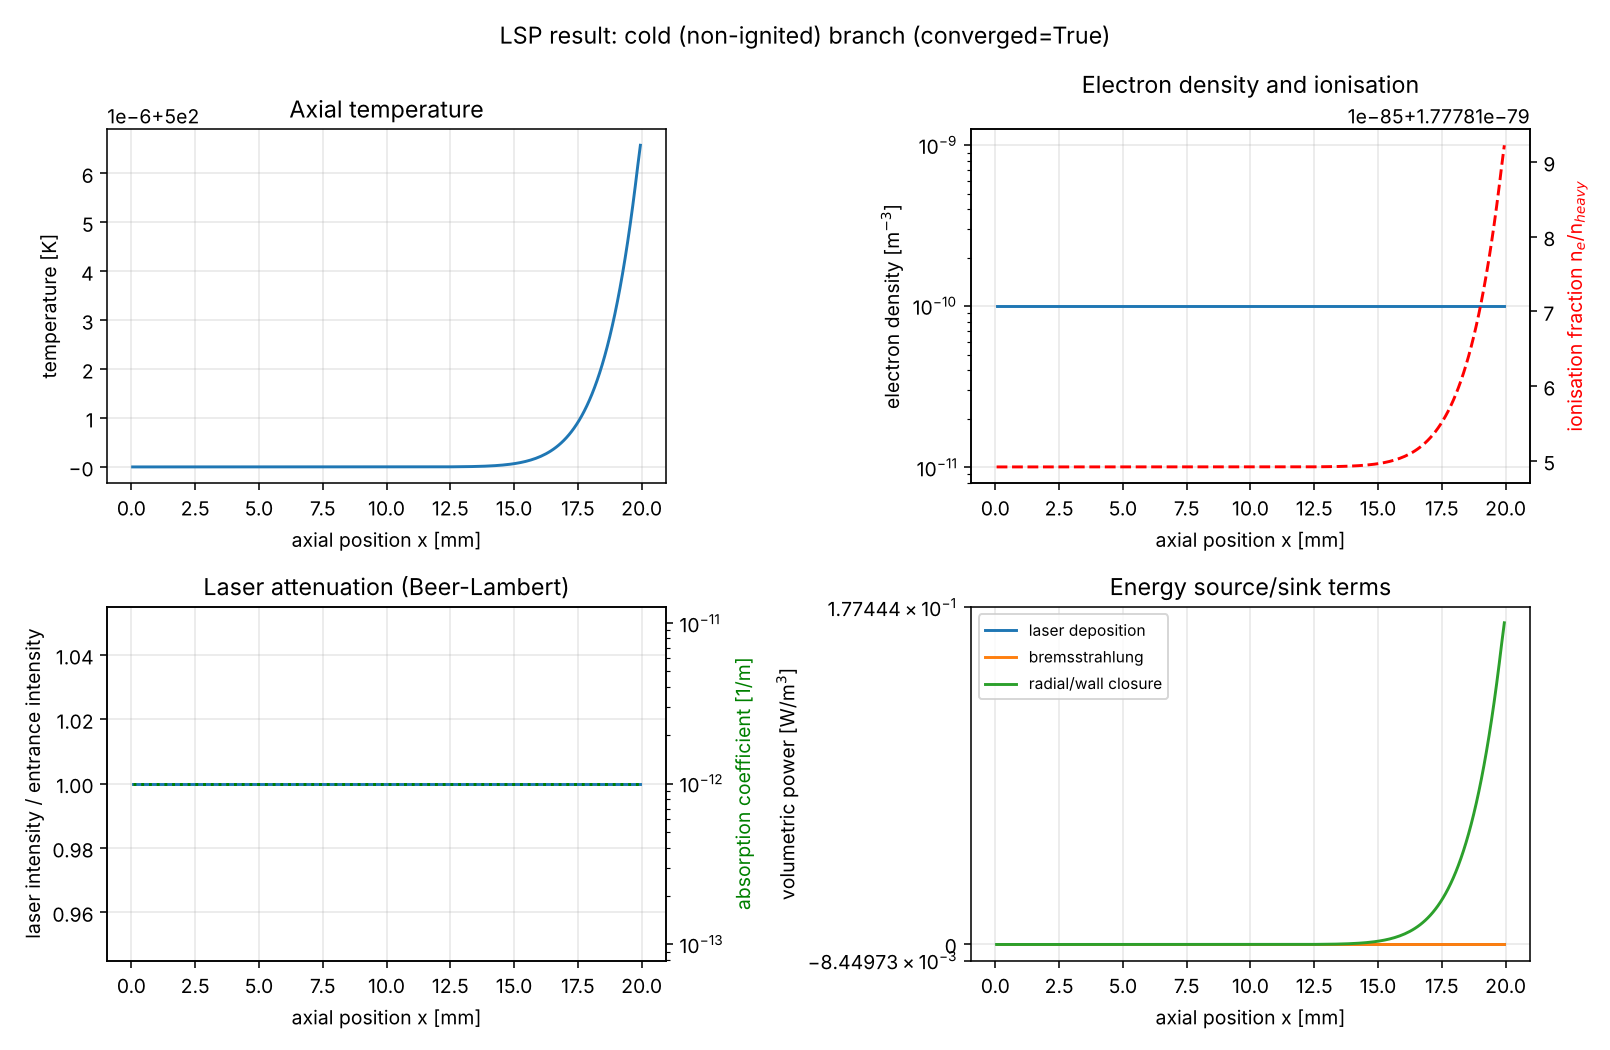 LSP result: cold (non-ignited) branch (converged=True)
Axial temperature
1e−6+5e2
temperature [K]
6
5
4
3
2
1
−0
0.0 2.5 5.0 7.5 10.0 12.5 15.0 17.5 20.0
axial position x [mm]
Electron density and ionisation
1e−85+1.77781e−79
electron density [m⁻³]
10⁻⁹
10⁻¹⁰
10⁻¹¹
9
8
7
6
5
ionisation fraction nₑ/n_heavy
0.0 2.5 5.0 7.5 10.0 12.5 15.0 17.5 20.0
axial position x [mm]
Laser attenuation (Beer-Lambert)
laser intensity / entrance intensity
1.04
1.02
1.00
0.98
0.96
10⁻¹¹
10⁻¹²
10⁻¹³
absorption coefficient [1/m]
0.0 2.5 5.0 7.5 10.0 12.5 15.0 17.5 20.0
axial position x [mm]
Energy source/sink terms
volumetric power [W/m³]
1.77444 × 10⁻¹
0
−8.44973 × 10⁻³
laser deposition
bremsstrahlung
radial/wall closure
0.0 2.5 5.0 7.5 10.0 12.5 15.0 17.5 20.0
axial position x [mm]